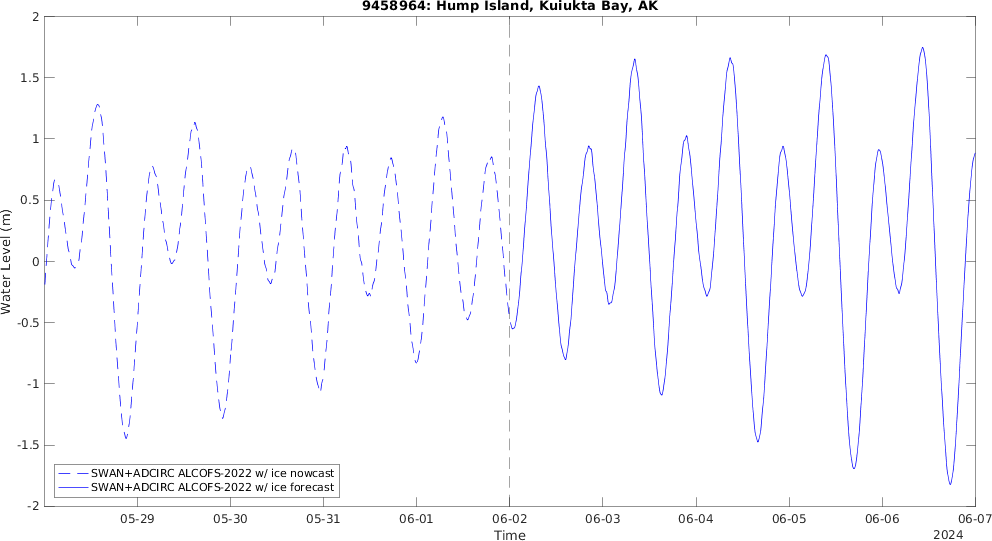 9458964: Hump Island, Kuiukta Bay, AK
2
1.5
1
0.5
0
-0.5
-1
-1.5
-2
Water Level (m)
SWAN+ADCIRC ALCOFS-2022 w/ ice nowcast
SWAN+ADCIRC ALCOFS-2022 w/ ice forecast
05-29 05-30 05-31 06-01 06-02 06-03 06-04 06-05 06-06 06-07
Time
2024